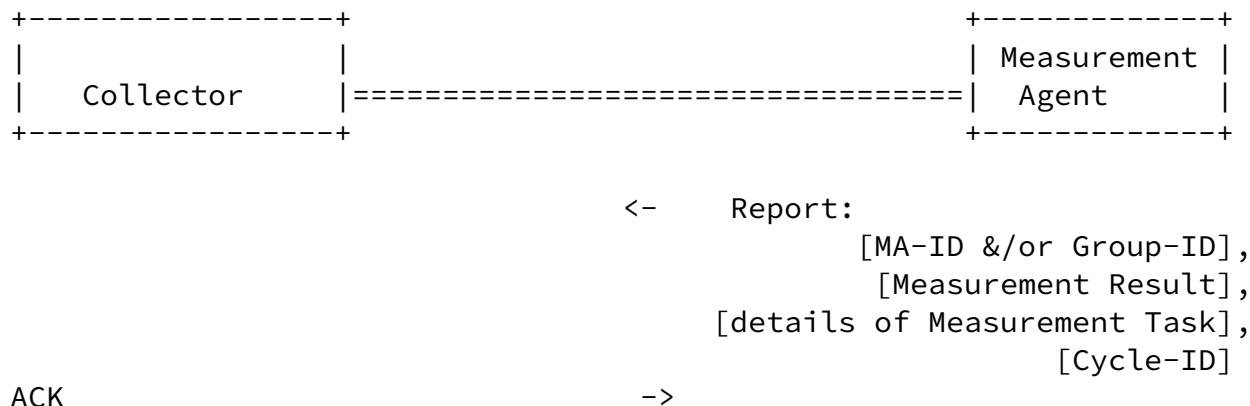 +-----------------+                                  +-------------+
|                 |                                  | Measurement |
|    Collector    |==================================|  Agent      |
+-----------------+                                  +-------------+
<-    Report:
[MA-ID &/or Group-ID],
[Measurement Result],
[details of Measurement Task],
[Cycle-ID]
ACK                                ->